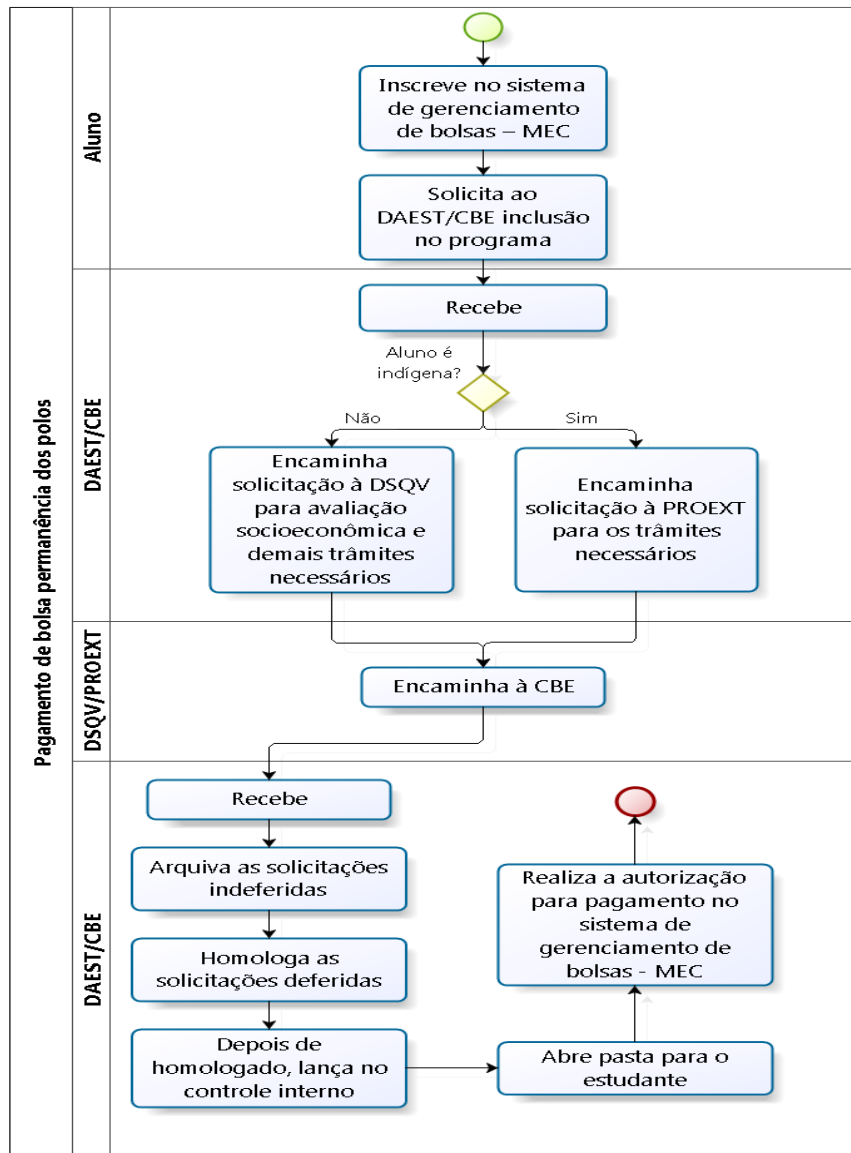 Pagamento de bolsa permanência dos polos
Aluno
Inscreve no sistema
de gerenciamento
de bolsas – MEC
Solicita ao
DAEST/CBE inclusão
no programa
DAEST/CBE
Recebe
Aluno é
indígena?
Não
Sim
Encaminha
solicitação à DSQV
para avaliação
socioeconômica e
demais trâmites
necessários
Encaminha
solicitação à PROEXT
para os trâmites
necessários
DSQV/PROEXT
Encaminha à CBE
DAEST/CBE
Recebe
Arquiva as solicitações
indeferidas
Homologa as
solicitações deferidas
Depois de
homologado, lança no
controle interno
Abre pasta para o
estudante
Realiza a autorização
para pagamento no
sistema de
gerenciamento de
bolsas - MEC